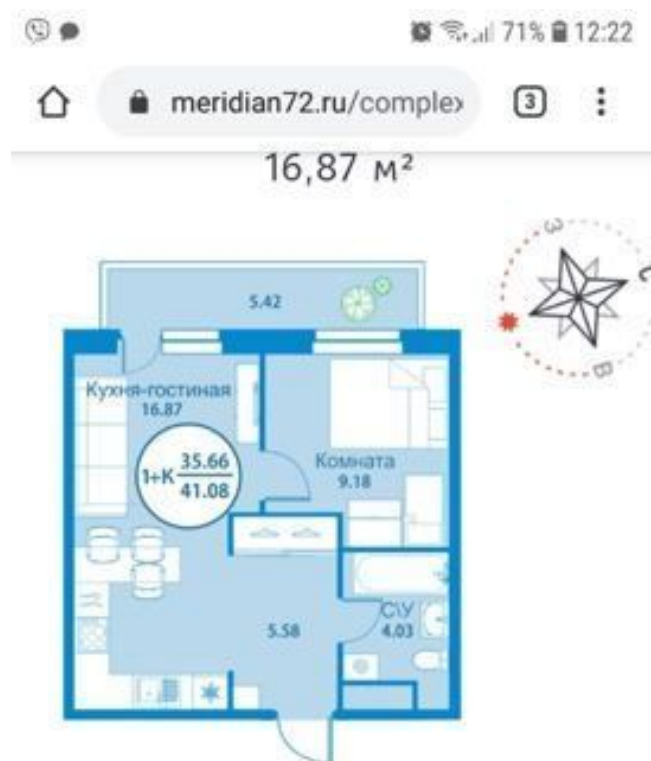 71% 12:22
meridian72.ru/complex
3
16,87 м²
З
С
В
5.42
Кухня-гостиная
16.87
1+К 35.66
41.08
Комната
9.18
5.58
С\У
4.03